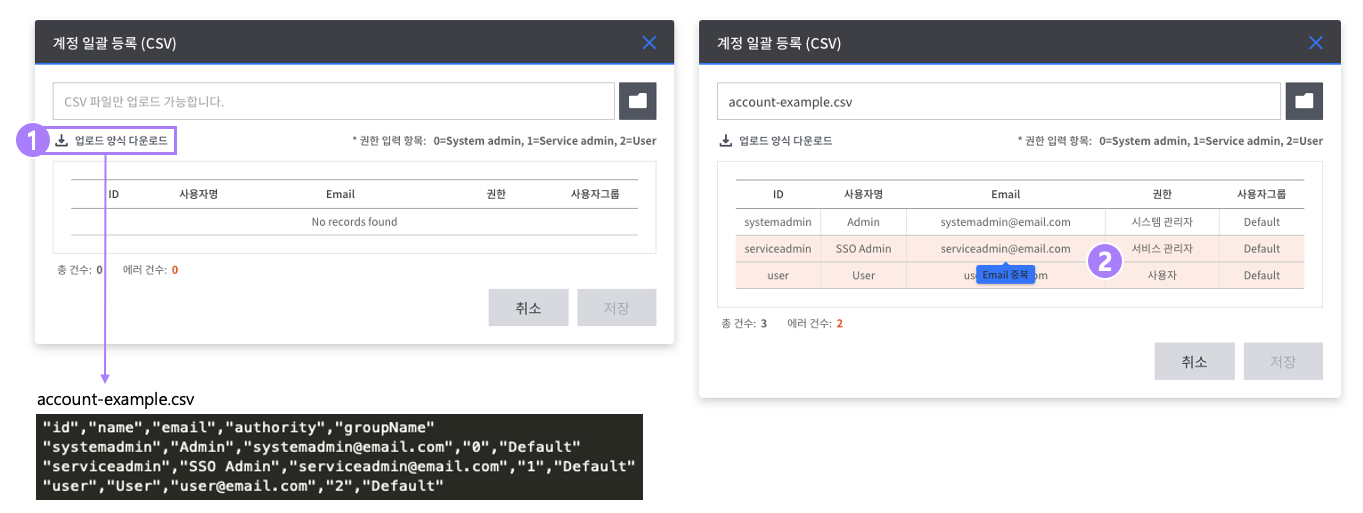 계정 일괄 등록 (CSV)
CSV 파일만 업로드 가능합니다.
1
업로드 양식 다운로드
* 권한 입력 항목: 0=System admin, 1=Service admin, 2=User
ID 사용자명 Email 권한 사용자그룹
No records found
총 건수: 0 에러 건수: 0
취소 저장
account-example.csv
"id","name","email","authority","groupName"
"systemadmin","Admin","systemadmin@email.com","0","Default"
"serviceadmin","SSO Admin","serviceadmin@email.com","1","Default"
"user","User","user@email.com","2","Default"
계정 일괄 등록 (CSV)
account-example.csv
업로드 양식 다운로드
* 권한 입력 항목: 0=System admin, 1=Service admin, 2=User
ID 사용자명 Email 권한 사용자그룹
systemadmin Admin systemadmin@email.com 시스템 관리자 Default
serviceadmin SSO Admin serviceadmin@email.com 서비스 관리자 Default
2
user User 사용자 Default
Email 중복
총 건수: 3 에러 건수: 2
취소 저장